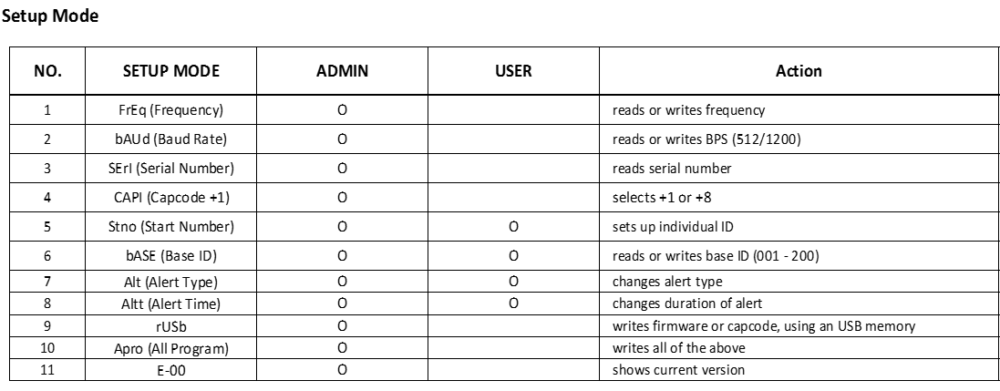 Setup Mode
NO. SETUP MODE ADMIN USER Action
1 FrEq (Frequency) O reads or writes frequency
2 bAUd (Baud Rate) O reads or writes BPS (512/1200)
3 SErI (Serial Number) O reads serial number
4 CAPI (Capcode +1) O selects +1 or +8
5 Stno (Start Number) O O sets up individual ID
6 bASE (Base ID) O O reads or writes base ID (001 - 200)
7 Alt (Alert Type) O O changes alert type
8 Altt (Alert Time) O O changes duration of alert
9 rUSb O writes firmware or capcode, using an USB memory
10 Apro (All Program) O writes all of the above
11 E-00 O shows current version